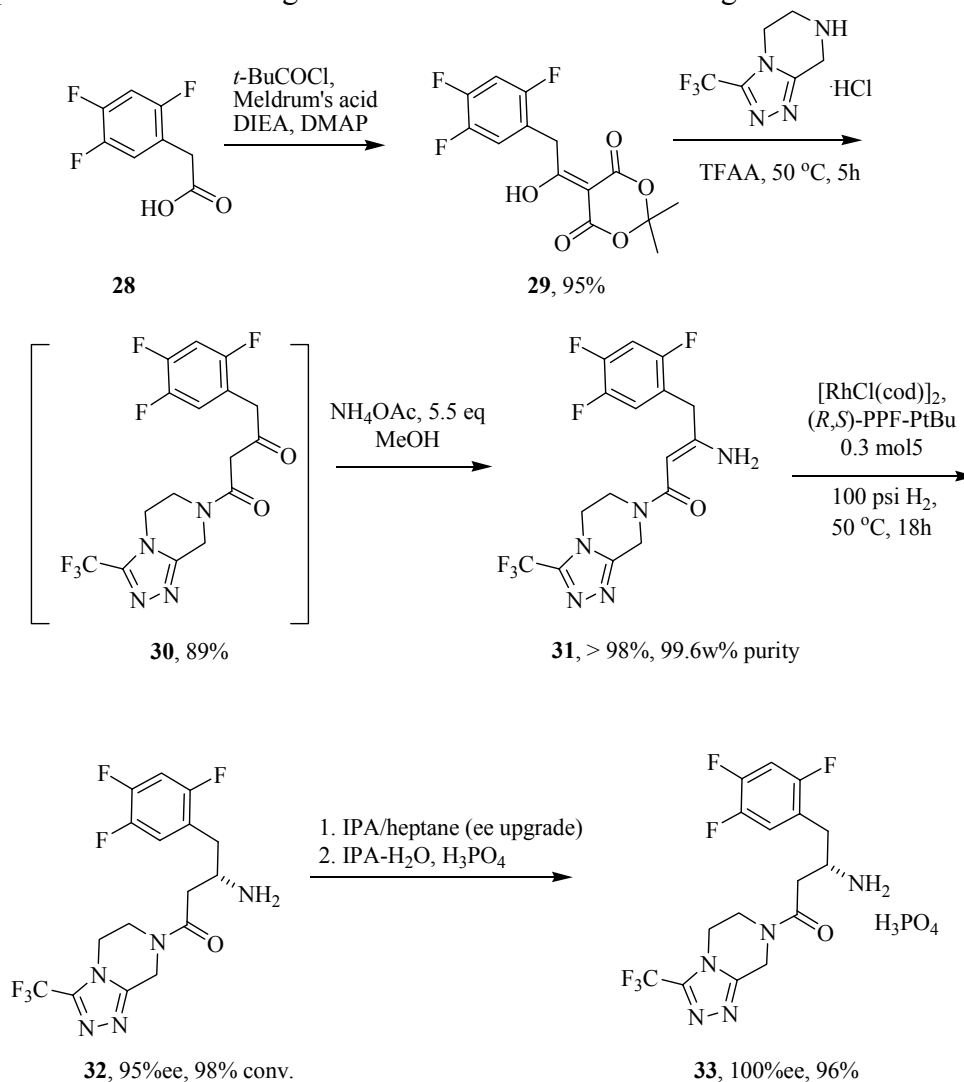 t-BuCOCl,
Meldrum's acid
DIEA, DMAP
F
F
F
HO
O
28
F
F
F
HO
O
O
O
O
29, 95%
NH
N
F3C
N
N
·HCl
TFAA, 50 °C, 5h
F
F
F
O
O
N
N
F3C
N
N
30, 89%
NH4OAc, 5.5 eq
MeOH
F
F
F
NH2
O
N
N
F3C
N
N
31, > 98%, 99.6w% purity
[RhCl(cod)]2,
(R,S)-PPF-PtBu
0.3 mol5
100 psi H2,
50 °C, 18h
F
F
F
NH2
O
N
N
F3C
N
N
32, 95%ee, 98% conv.
1. IPA/heptane (ee upgrade)
2. IPA-H2O, H3PO4
F
F
F
NH2
O
H3PO4
N
N
F3C
N
N
33, 100%ee, 96%